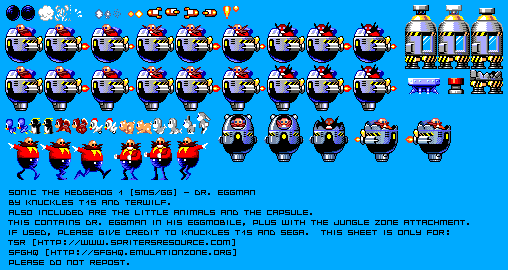 SONIC THE HEDGEHOG 1 [SMS/GG] - DR. EGGMAN
BY KNUCKLES T4S AND TERWILF.
ALSO INCLUDED ARE THE LITTLE ANIMALS AND THE CAPSULE.
THIS CONTAINS DR. EGGMAN IN HIS EGGMOBILE, PLUS WITH THE JUNGLE ZONE ATTACHMENT.
IF USED, PLEASE GIVE CREDIT TO KNUCKLES T4S AND SEGA. THIS SHEET IS ONLY FOR:
TSR [HTTP://WWW.SPRITERSRESOURCE.COM]
SFGHQ [HTTP://SFGHQ.EMULATIONZONE.ORG]
PLEASE DO NOT REPOST.